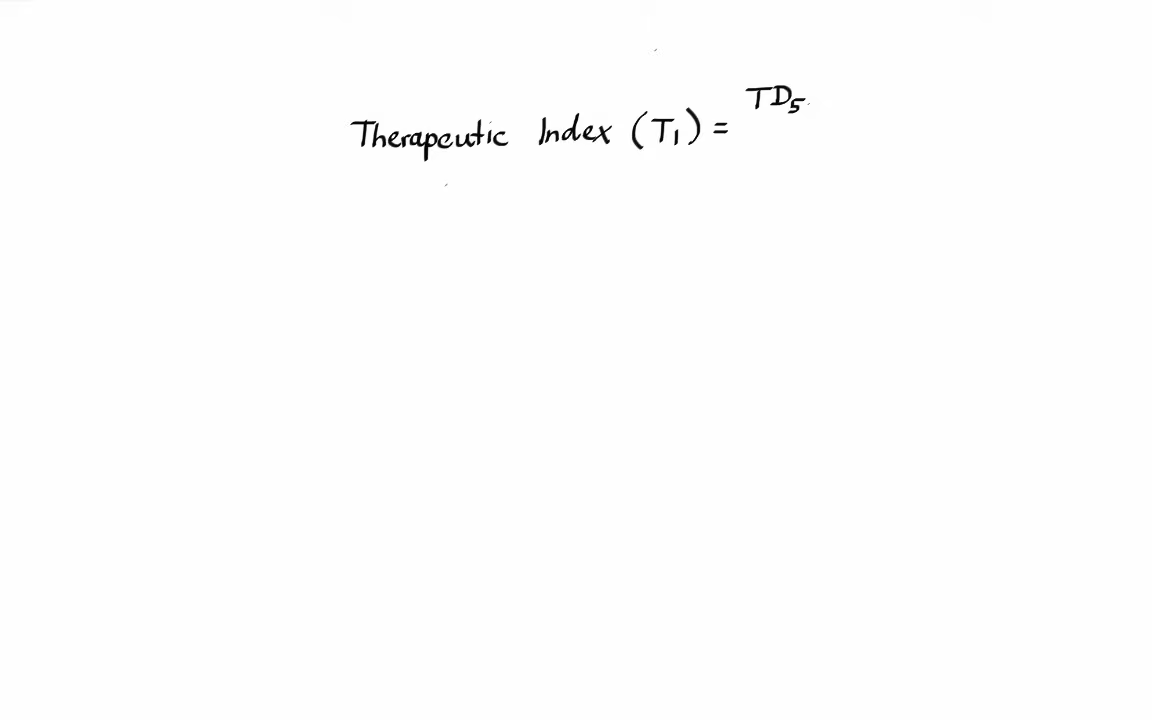 Therapeutic Index (TI) = TD5